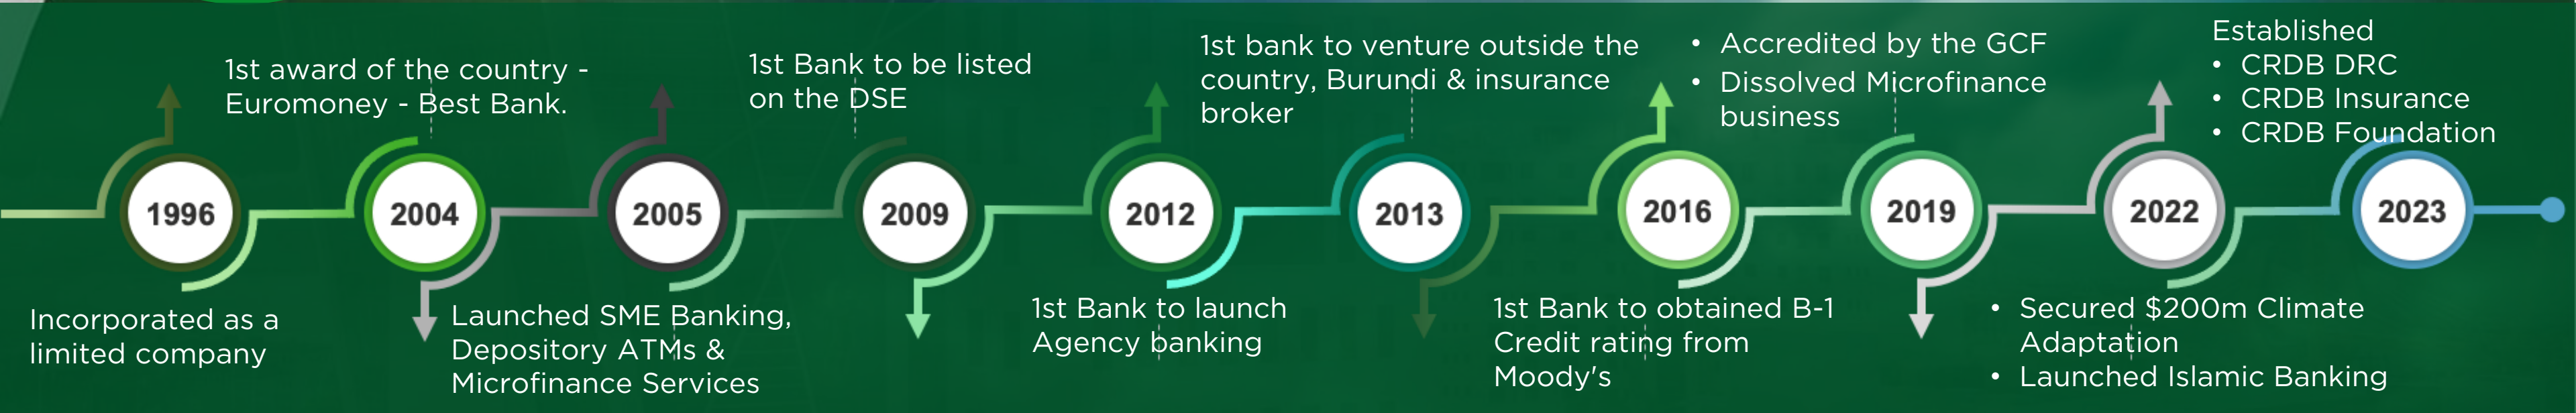 1996
Incorporated as a
limited company
1st award of the country -
Euromoney - Best Bank.
2004
Launched SME Banking,
Depository ATMs &
Microfinance Services
2005
1st Bank to be listed
on the DSE
2009
1st Bank to launch
Agency banking
2012
1st bank to venture outside the
country, Burundi & insurance
broker
2013
1st Bank to obtained B-1
Credit rating from
Moody's
2016
• Accredited by the GCF
• Dissolved Microfinance
business
2019
• Secured $200m Climate
Adaptation
• Launched Islamic Banking
2022
Established
• CRDB DRC
• CRDB Insurance
• CRDB Foundation
2023